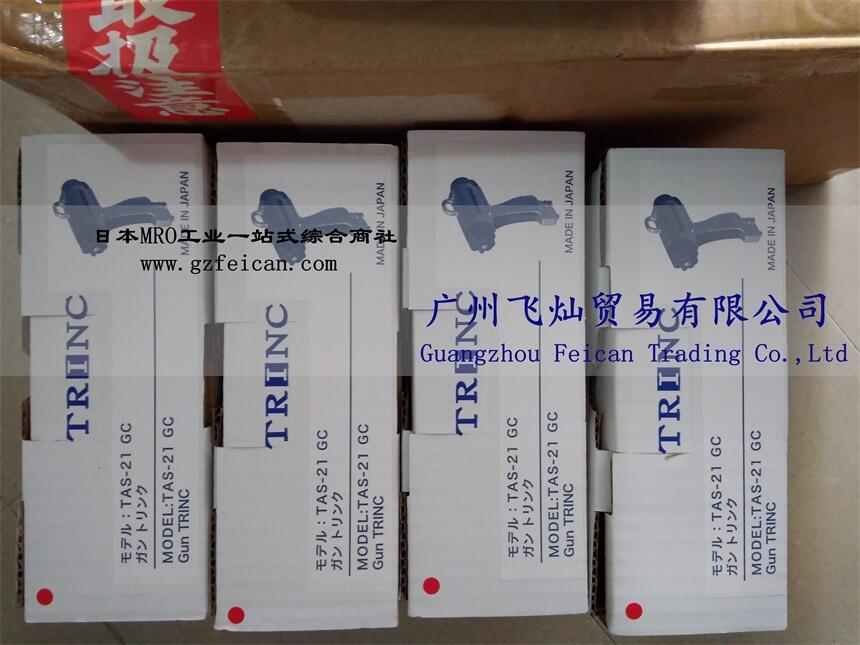 取扱注意
MADE IN JAPAN
TRINC
モデル：TAS-21 GC
ガントリンク
MODEL:TAS-21 GC
Gun TRINC
MADE IN JAPAN
TRINC
モデル：TAS-21 GC
ガントリンク
MODEL:TAS-21 GC
Gun TRINC
MADE IN JAPAN
TRINC
モデル：TAS-21 GC
ガントリンク
MODEL:TAS-21 GC
Gun TRINC
MADE IN JAPAN
TRINC
モデル：TAS-21 GC
ガントリンク
MODEL:TAS-21 GC
Gun TRINC
日本MRO工业一站式综合商社
www.gzfeican.com
广州飞灿贸易有限公司
Guangzhou Feican Trading Co.,Ltd